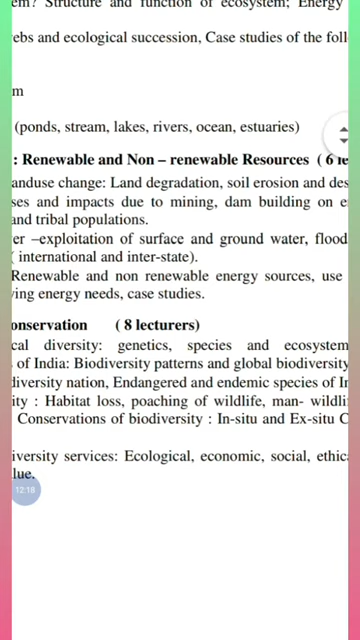 em? Structure and function of ecosystem; Energy
ebs and ecological succession, Case studies of the foll
m
(ponds, stream, lakes, rivers, ocean, estuaries)
: Renewable and Non – renewable Resources ( 6 le
anduse change: Land degradation, soil erosion and des
ses and impacts due to mining, dam building on e
and tribal populations.
er –exploitation of surface and ground water, flood
( international and inter-state).
Renewable and non renewable energy sources, use
ing energy needs, case studies.
onservation ( 8 lecturers)
cal diversity: genetics, species and ecosystem
of India: Biodiversity patterns and global biodiversity
diversity nation, Endangered and endemic species of In
ity : Habitat loss, poaching of wildlife, man- wildli
Conservations of biodiversity : In-situ and Ex-situ C
iversity services: Ecological, economic, social, ethica
lue.
12:18